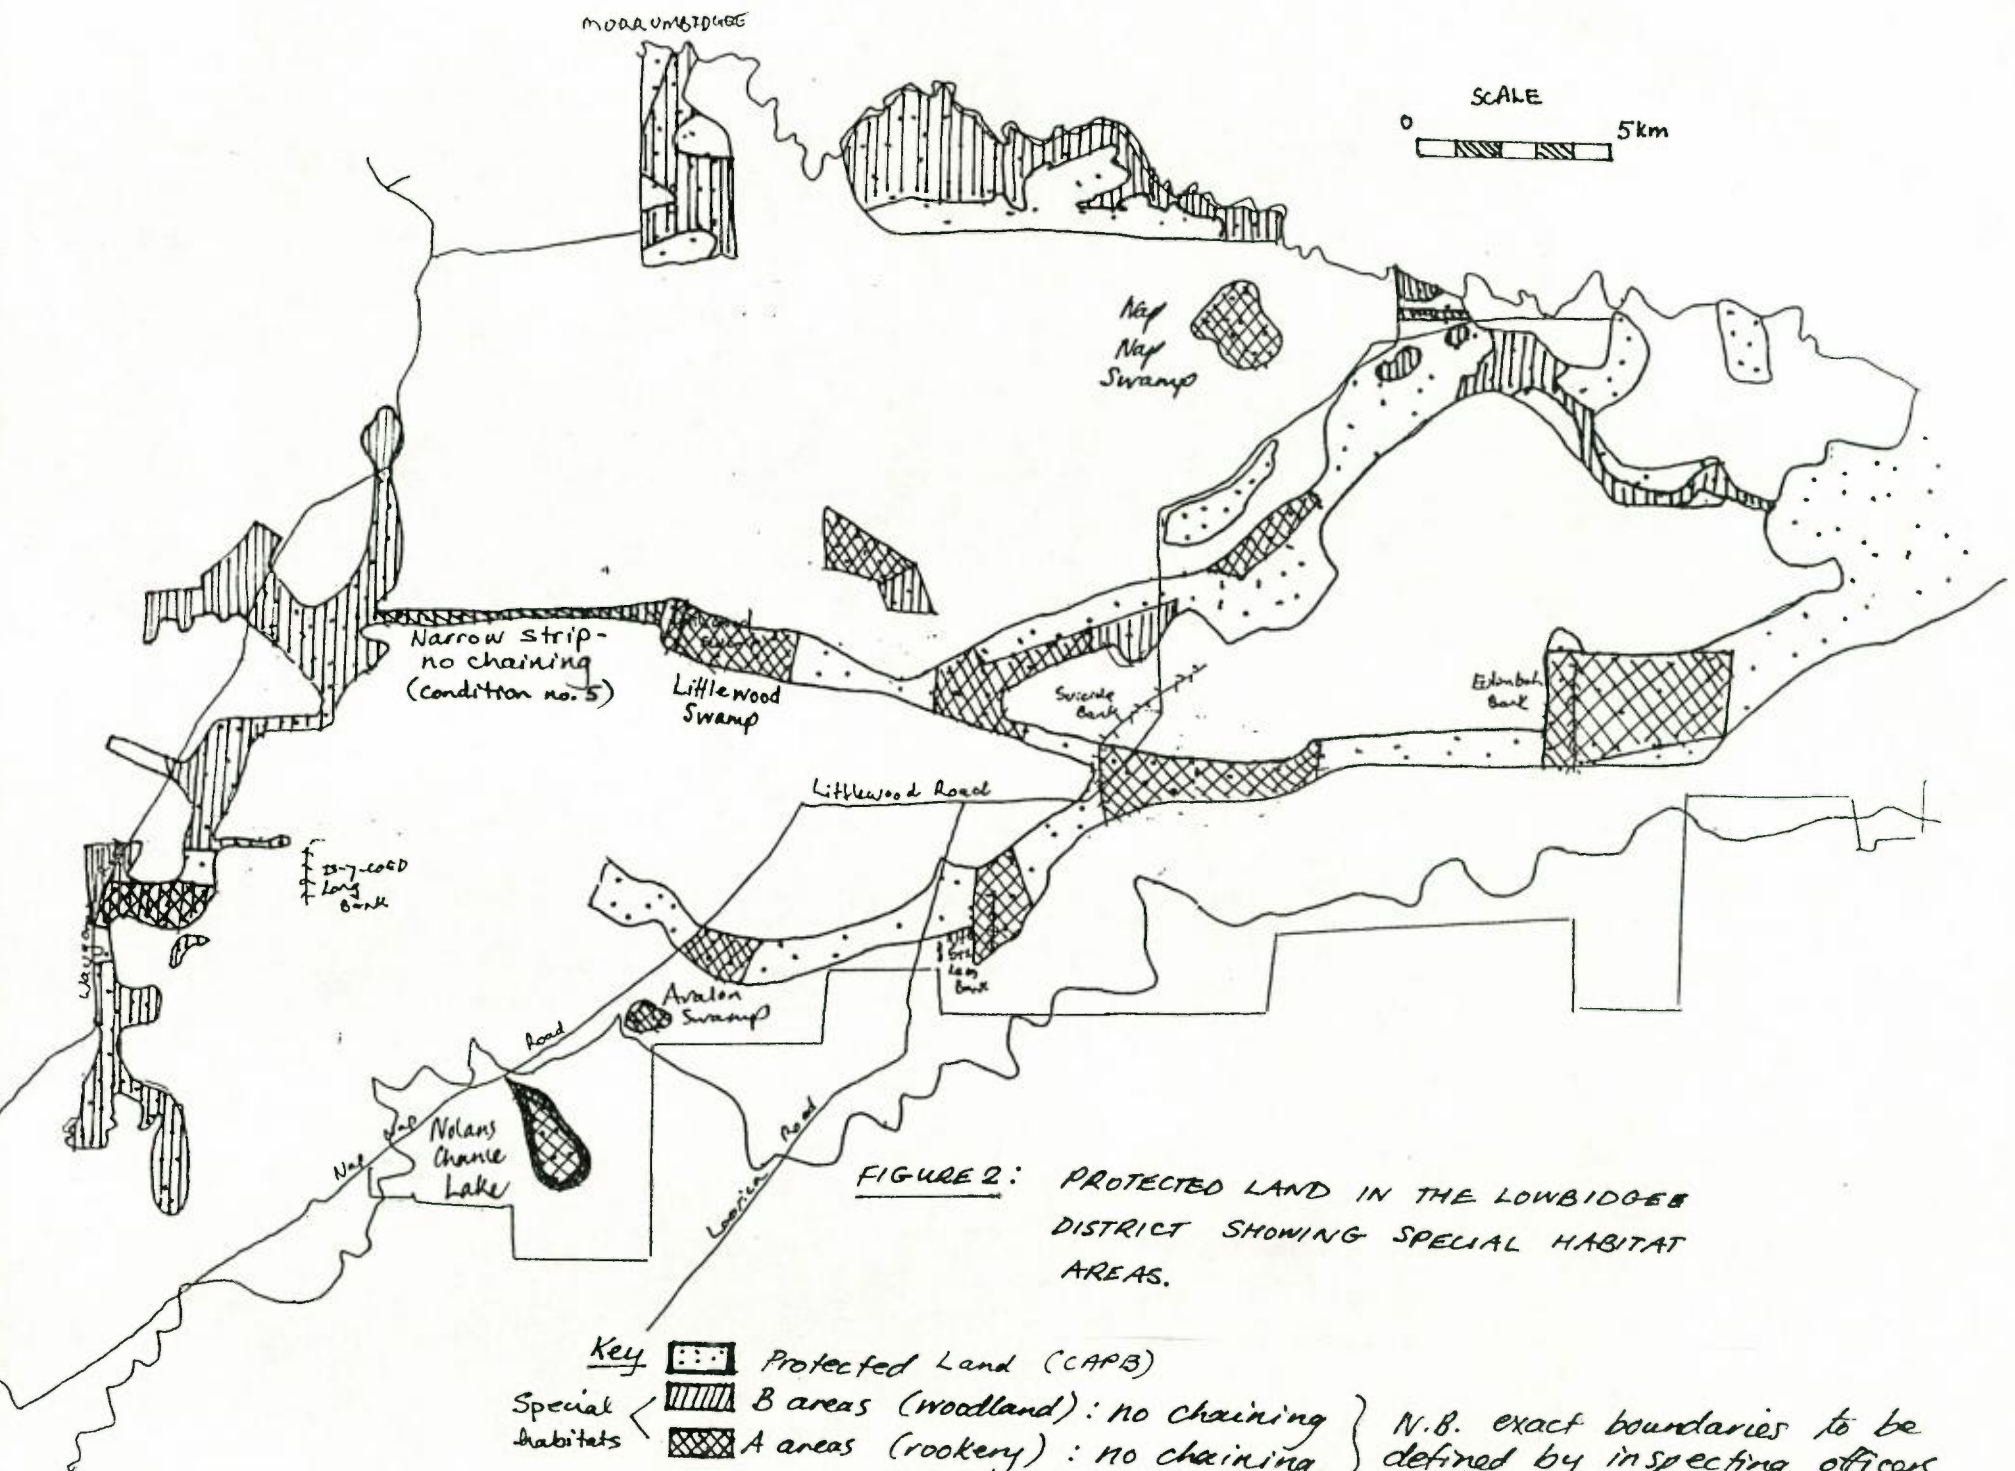 MURRUMBIDGEE
SCALE
0 5km
Nap
Nap
Swamp
Narrow strip-
no chaining
(condition no. 5)
Littlewood
Swamp
Suicide
Bank
Bank
Littlewood Road
Long
Bank
Avalon
Swamp
Road
Nap Nap
Nolans
Chance
Lake
Road
Bank
FIGURE 2: PROTECTED LAND IN THE LOWBIDGEE
DISTRICT SHOWING SPECIAL HABITAT
AREAS.
Key Protected Land (CAPB)
Special
habitats
B areas (woodland) : no chaining
A areas (rookery) : no chaining
N.B. exact boundaries to be
defined by inspecting officers